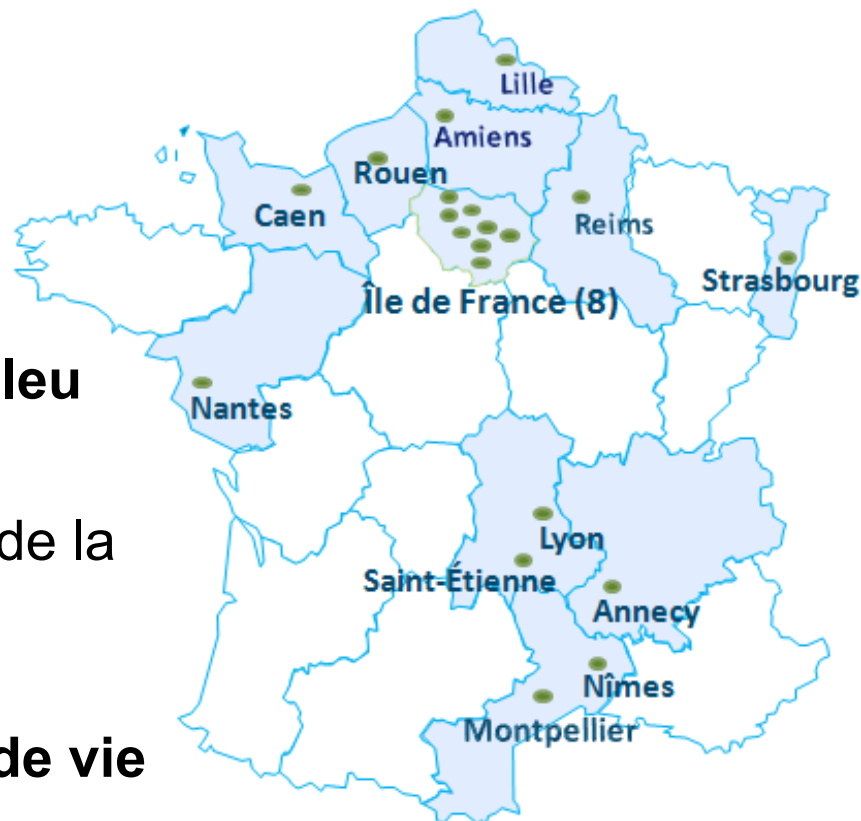 Lille
Amiens
Rouen
Caen
Reims
Strasbourg
Île de France (8)
leu
Nantes
de la
Lyon
Saint-Étienne
Annecy
Nîmes
Montpellier
de vie